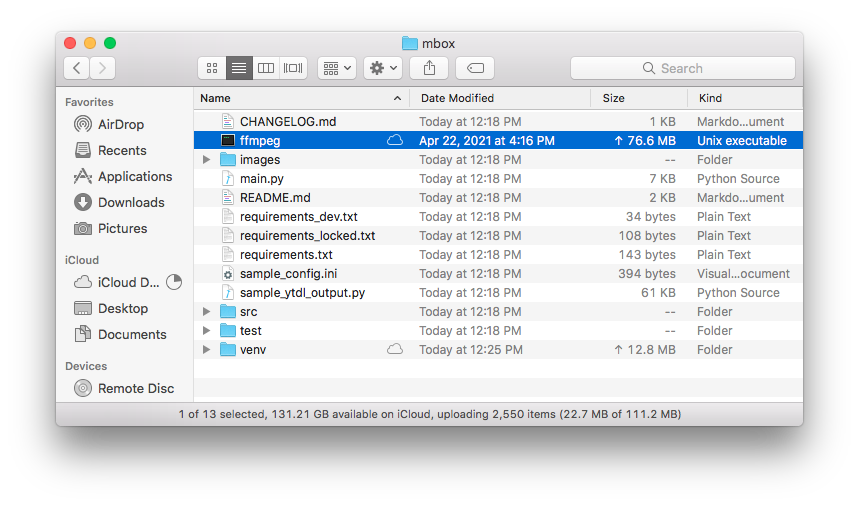 mbox
Search
Favorites
AirDrop
Recents
Applications
Downloads
Pictures
iCloud
iCloud D...
Desktop
Documents
Devices
Remote Disc
Name Date Modified Size Kind
CHANGELOG.md Today at 12:18 PM 1 KB Markdo...ument
ffmpeg Apr 22, 2021 at 4:16 PM ↑ 76.6 MB Unix executable
images Today at 12:18 PM -- Folder
main.py Today at 12:18 PM 7 KB Python Source
README.md Today at 12:18 PM 2 KB Markdo...ument
requirements_dev.txt Today at 12:18 PM 34 bytes Plain Text
requirements_locked.txt Today at 12:18 PM 108 bytes Plain Text
requirements.txt Today at 12:18 PM 143 bytes Plain Text
sample_config.ini Today at 12:18 PM 394 bytes Visual...ocument
sample_ytdl_output.py Today at 12:18 PM 61 KB Python Source
src Today at 12:18 PM -- Folder
test Today at 12:18 PM -- Folder
venv Today at 12:25 PM ↑ 12.8 MB Folder
1 of 13 selected, 131.21 GB available on iCloud, uploading 2,550 items (22.7 MB of 111.2 MB)